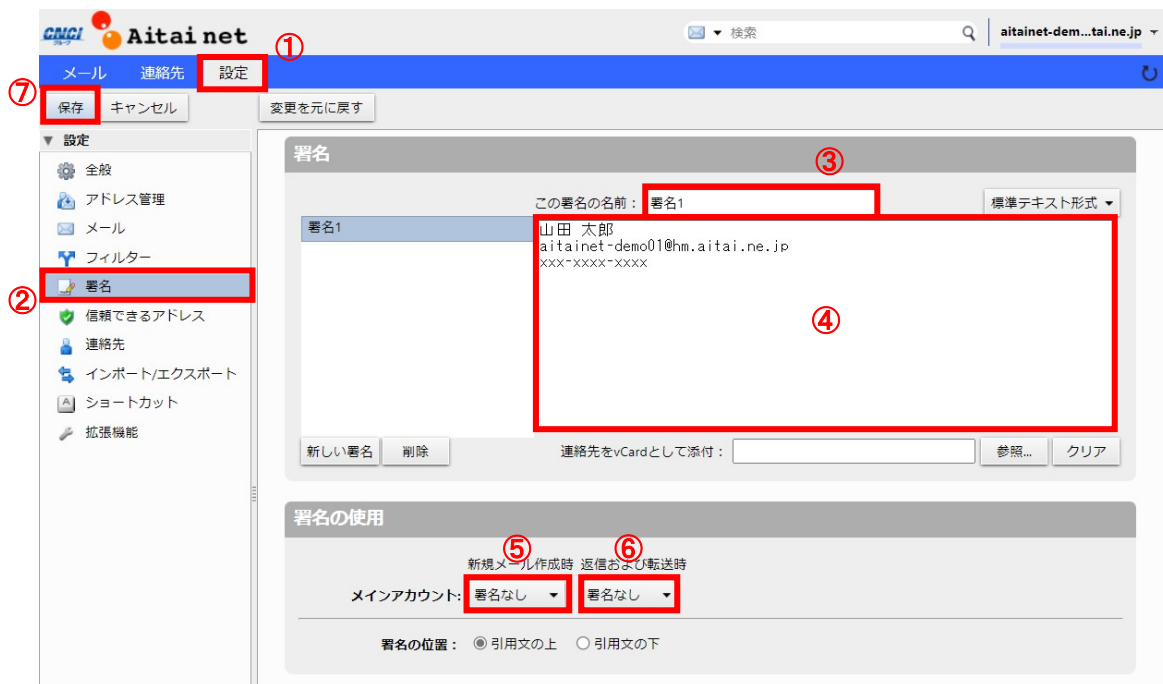 CNCI グループ Aitai net
検索
aitainet-dem...tai.ne.jp
①
メール 連絡先 設定
⑦
保存 キャンセル 変更を元に戻す
設定
全般
アドレス管理
メール
フィルター
②
署名
信頼できるアドレス
連絡先
インポート/エクスポート
A ショートカット
拡張機能
署名
③
この署名の名前： 署名1 標準テキスト形式
署名1
山田 太郎
aitainet-demo01@hm.aitai.ne.jp
xxx-xxxx-xxxx
④
新しい署名 削除 連絡先をvCardとして添付： 参照... クリア
署名の使用
⑤ ⑥
新規メール作成時 返信および転送時
メインアカウント: 署名なし 署名なし
署名の位置： 引用文の上 引用文の下